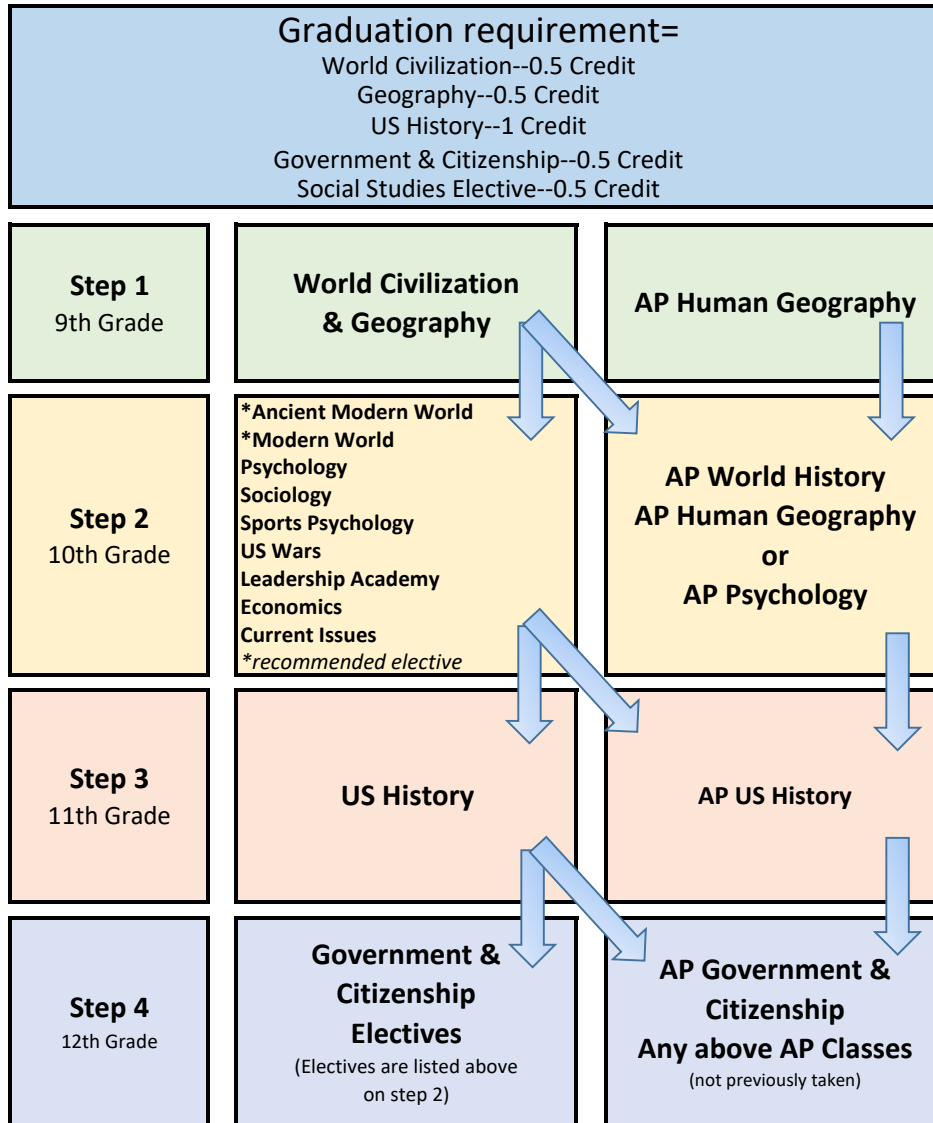 Graduation requirement=
World Civilization--0.5 Credit
Geography--0.5 Credit
US History--1 Credit
Government & Citizenship--0.5 Credit
Social Studies Elective--0.5 Credit
Step 1
9th Grade
World Civilization
& Geography
AP Human Geography
Step 2
10th Grade
*Ancient Modern World
*Modern World
Psychology
Sociology
Sports Psychology
US Wars
Leadership Academy
Economics
Current Issues
*recommended elective
AP World History
AP Human Geography
or
AP Psychology
Step 3
11th Grade
US History
AP US History
Step 4
12th Grade
Government &
Citizenship
Electives
(Electives are listed above
on step 2)
AP Government &
Citizenship
Any above AP Classes
(not previously taken)